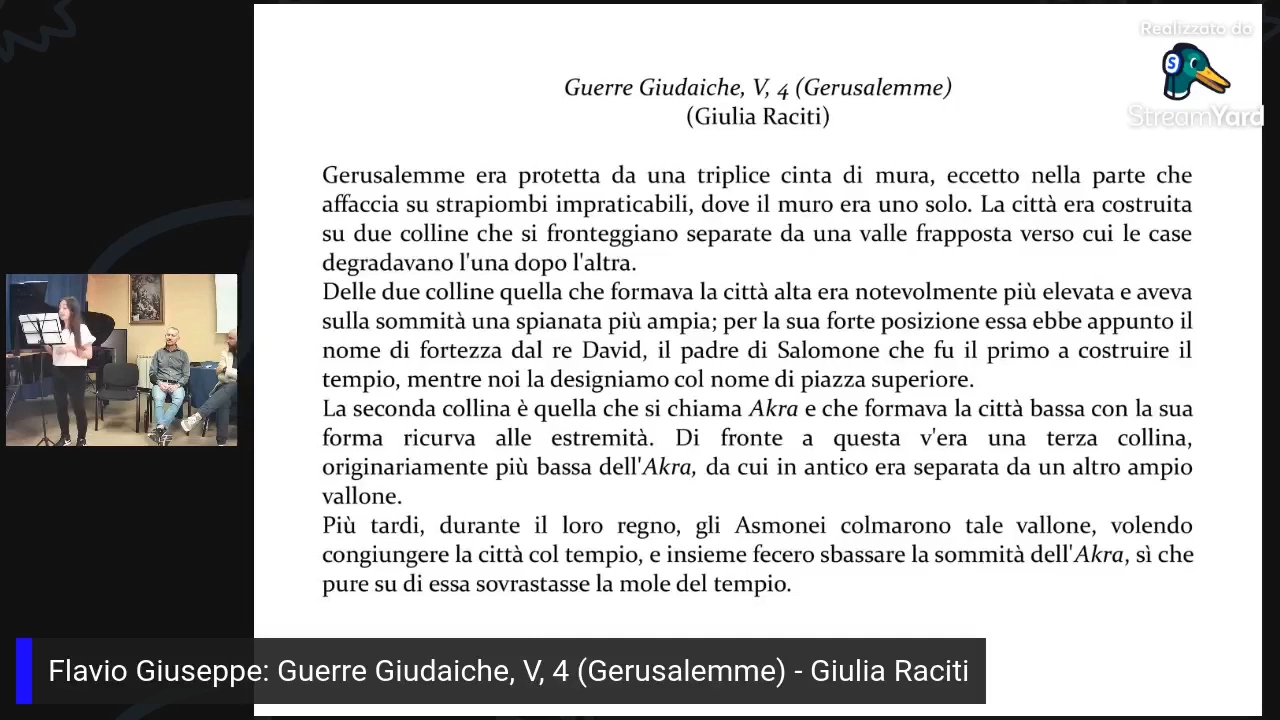 Realizzato da
S
StreamYard
Guerre Giudaiche, V, 4 (Gerusalemme)
(Giulia Raciti)
Gerusalemme era protetta da una triplice cinta di mura, eccetto nella parte che
affaccia su strapiombi impraticabili, dove il muro era uno solo. La città era costruita
su due colline che si fronteggiano separate da una valle frapposta verso cui le case
degradavano l'una dopo l'altra.
Delle due colline quella che formava la città alta era notevolmente più elevata e aveva
sulla sommità una spianata più ampia; per la sua forte posizione essa ebbe appunto il
nome di fortezza dal re David, il padre di Salomone che fu il primo a costruire il
tempio, mentre noi la designiamo col nome di piazza superiore.
La seconda collina è quella che si chiama Akra e che formava la città bassa con la sua
forma ricurva alle estremità. Di fronte a questa v'era una terza collina,
originariamente più bassa dell'Akra, da cui in antico era separata da un altro ampio
vallone.
Più tardi, durante il loro regno, gli Asmonei colmarono tale vallone, volendo
congiungere la città col tempio, e insieme fecero sbassare la sommità dell'Akra, sì che
pure su di essa sovrastasse la mole del tempio.
Flavio Giuseppe: Guerre Giudaiche, V, 4 (Gerusalemme) - Giulia Raciti